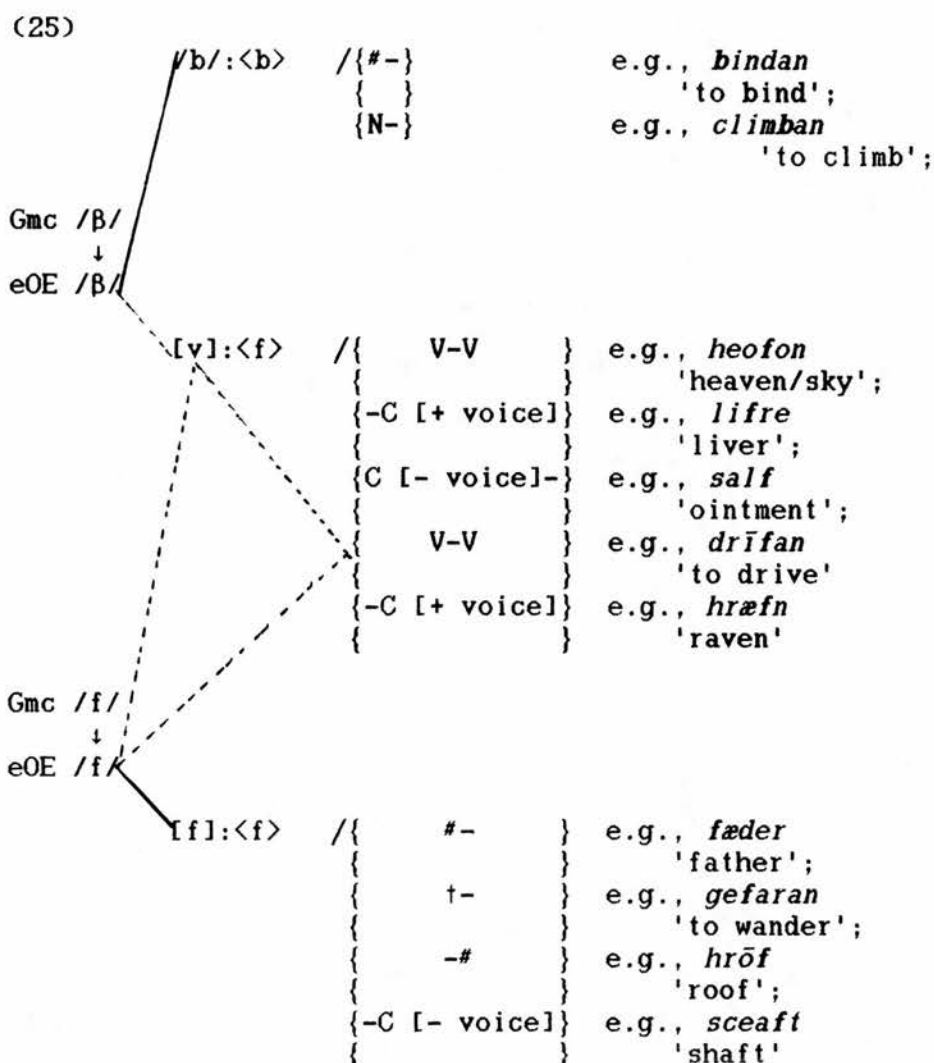 (25)
/b/:<b> /{#-} e.g., bindan
{ } 'to bind';
{N-} e.g., climban
'to climb';
Gmc /β/
↓
eOE /β/
[v]:<f> /{ V-V } e.g., heofon
{ } 'heaven/sky';
{-C [+ voice]} e.g., lifre
{ } 'liver';
{C [- voice]-} e.g., salf
{ } 'ointment';
{ V-V } e.g., drīfan
{ } 'to drive'
{-C [+ voice]} e.g., hræfn
{ } 'raven'
Gmc /f/
↓
eOE /f/
[f]:<f> /{ #- } e.g., fæder
{ } 'father';
{ †- } e.g., gefaran
{ } 'to wander';
{ -# } e.g., hrōf
{ } 'roof';
{-C [- voice]} e.g., sceaft
{ } 'shaft'